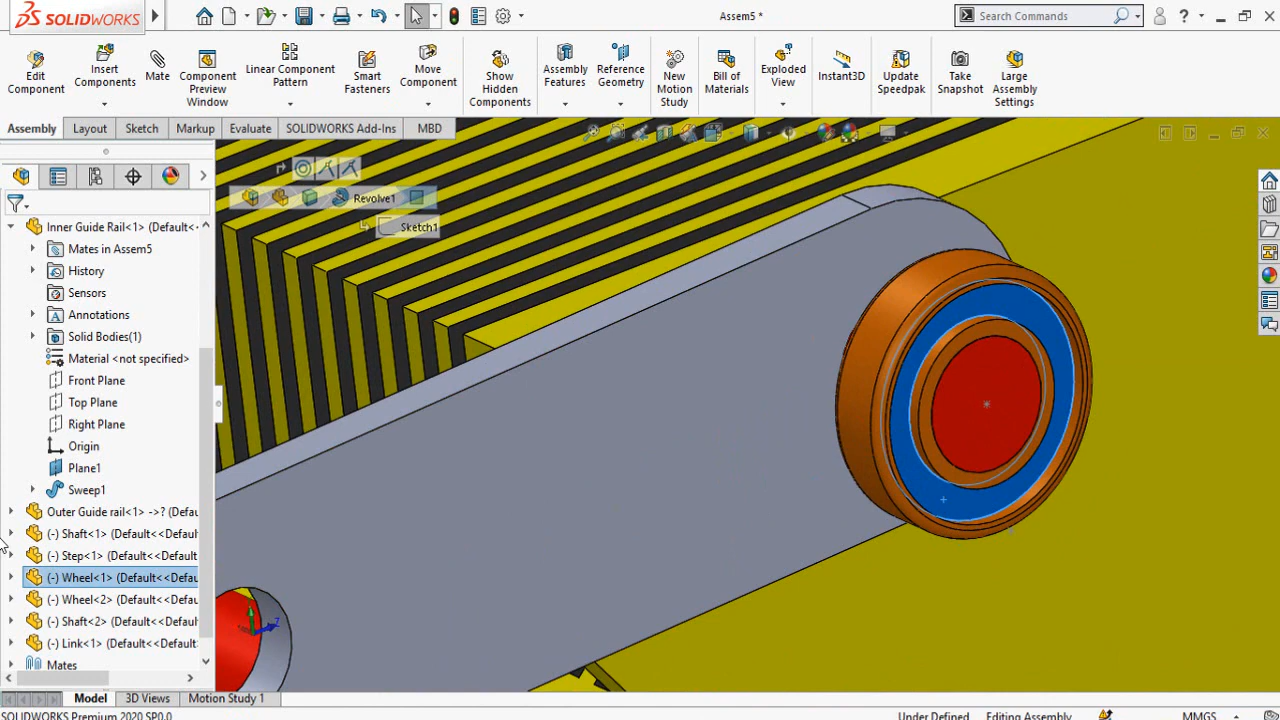 SOLIDWORKS
Assem5 *
Search Commands
?
Edit Component
Insert Components
Mate
Component Preview Window
Linear Component Pattern
Smart Fasteners
Move Component
Show Hidden Components
Assembly Features
Reference Geometry
New Motion Study
Bill of Materials
Exploded View
Instant3D
Update Speedpak
Take Snapshot
Large Assembly Settings
Assembly
Layout
Sketch
Markup
Evaluate
SOLIDWORKS Add-Ins
MBD
Revolve1
Sketch1
Inner Guide Rail<1> (Default<
Mates in Assem5
History
Sensors
Annotations
Solid Bodies(1)
Material <not specified>
Front Plane
Top Plane
Right Plane
Origin
Plane1
Sweep1
Outer Guide rail<1> ->? (Defau
(-) Shaft<1> (Default<<Default
(-) Step<1> (Default<<Default
(-) Wheel<1> (Default<<Defau
(-) Wheel<2> (Default<<Defau
(-) Shaft<2> (Default<<Default
(-) Link<1> (Default<<Default
Mates
Z
Model
3D Views
Motion Study 1
SOLIDWORKS Premium 2020 SP0.0
Under Defined
Editing Assembly
MMGS